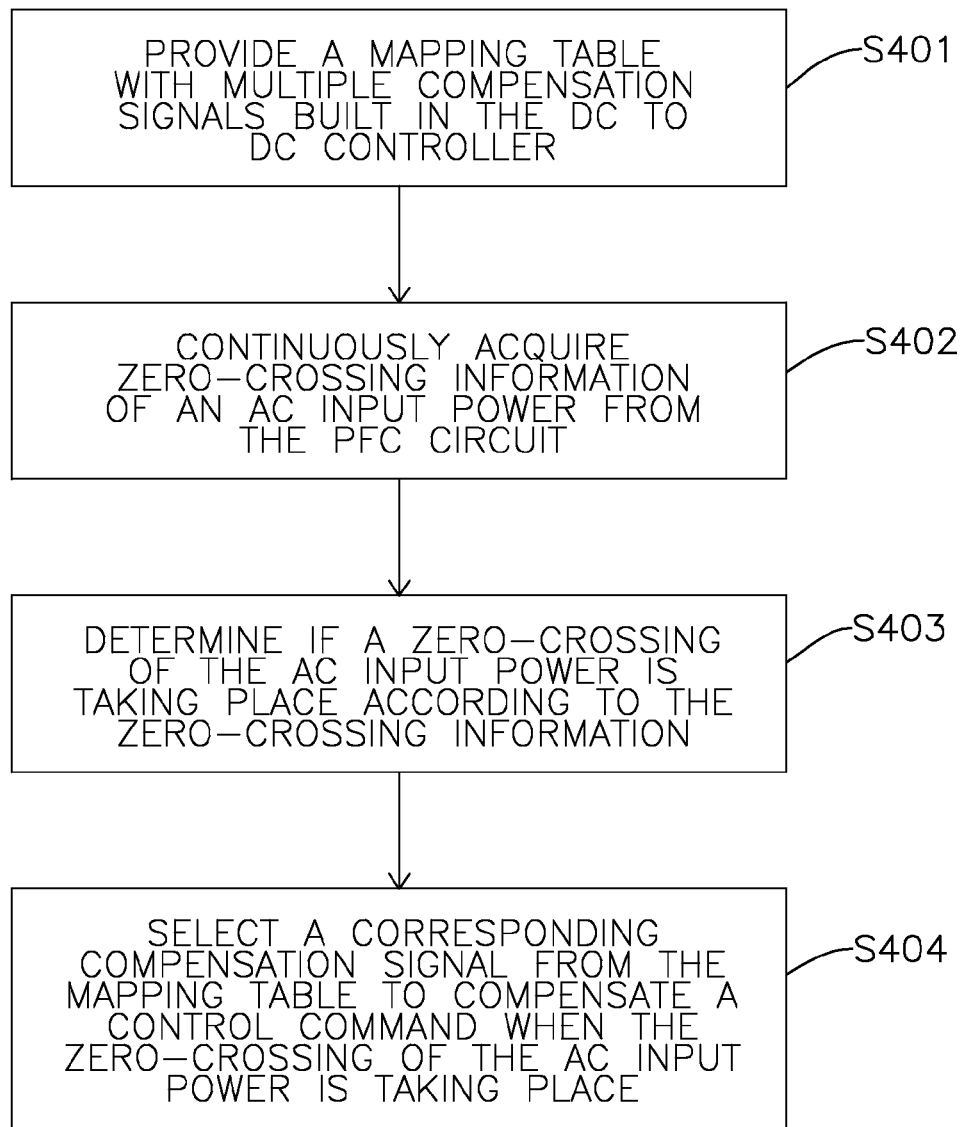 PROVIDE A MAPPING TABLE
WITH MULTIPLE COMPENSATION
SIGNALS BUILT IN THE DC TO
DC CONTROLLER
S401
CONTINUOUSLY ACQUIRE
ZERO-CROSSING INFORMATION
OF AN AC INPUT POWER FROM
THE PFC CIRCUIT
S402
DETERMINE IF A ZERO-CROSSING
OF THE AC INPUT POWER IS
TAKING PLACE ACCORDING TO THE
ZERO-CROSSING INFORMATION
S403
SELECT A CORRESPONDING
COMPENSATION SIGNAL FROM THE
MAPPING TABLE TO COMPENSATE A
CONTROL COMMAND WHEN THE
ZERO-CROSSING OF THE AC INPUT
POWER IS TAKING PLACE
S404